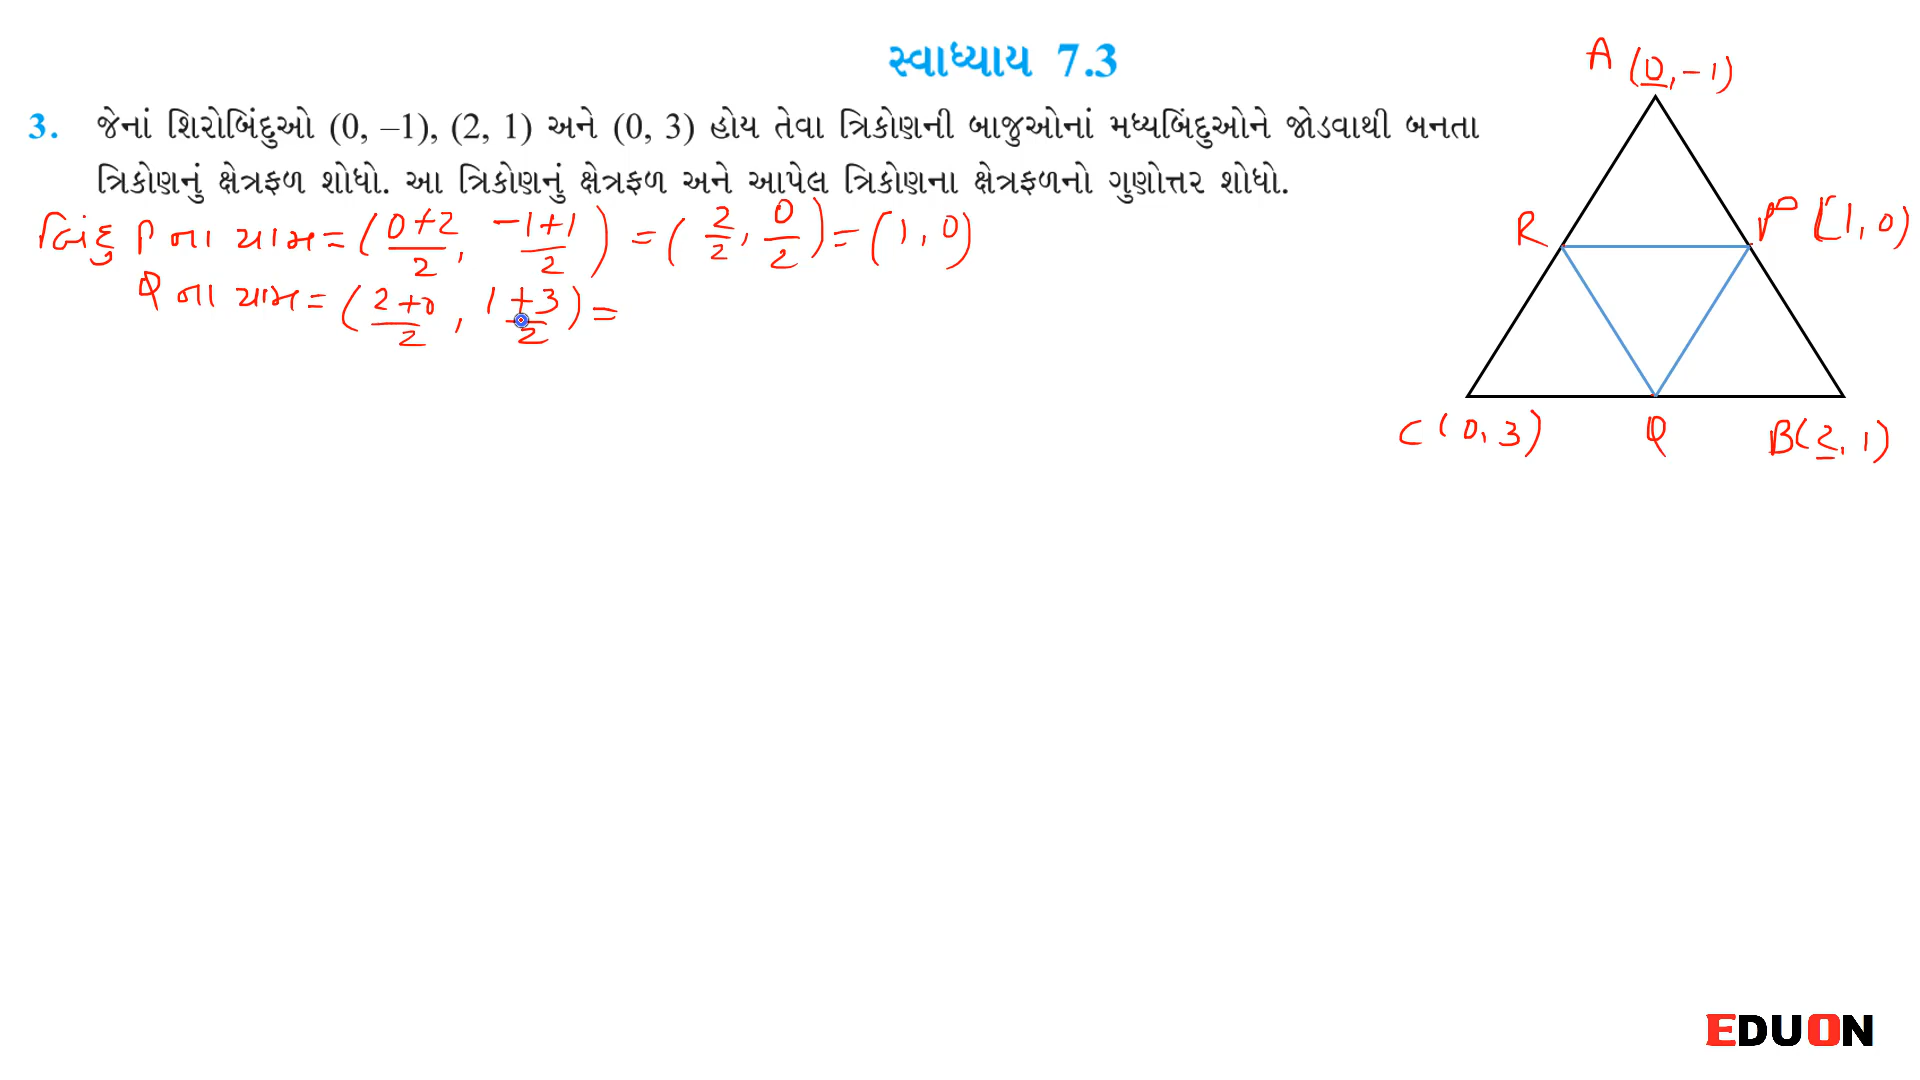 સ્વાધ્યાય 7.3
3. જેનાં શિરોબિંદુઓ (0, –1), (2, 1) અને (0, 3) હોય તેવા ત્રિકોણની બાજુઓનાં મધ્યબિંદુઓને જોડવાથી બનતા
ત્રિકોણનું ક્ષેત્રફળ શોધો. આ ત્રિકોણનું ક્ષેત્રફળ અને આપેલ ત્રિકોણના ક્ષેત્રફળનો ગુણોત્તર શોધો.
બિંદુ P ના યામ = ( 0+2/2 , -1+1/2 ) = ( 2/2 , 0/2 ) = (1, 0)
Q ના યામ = ( 2+0/2 , 1+3/2 ) =
A (0, -1)
R
P (1, 0)
C (0, 3)
Q
B (2, 1)
EDUON